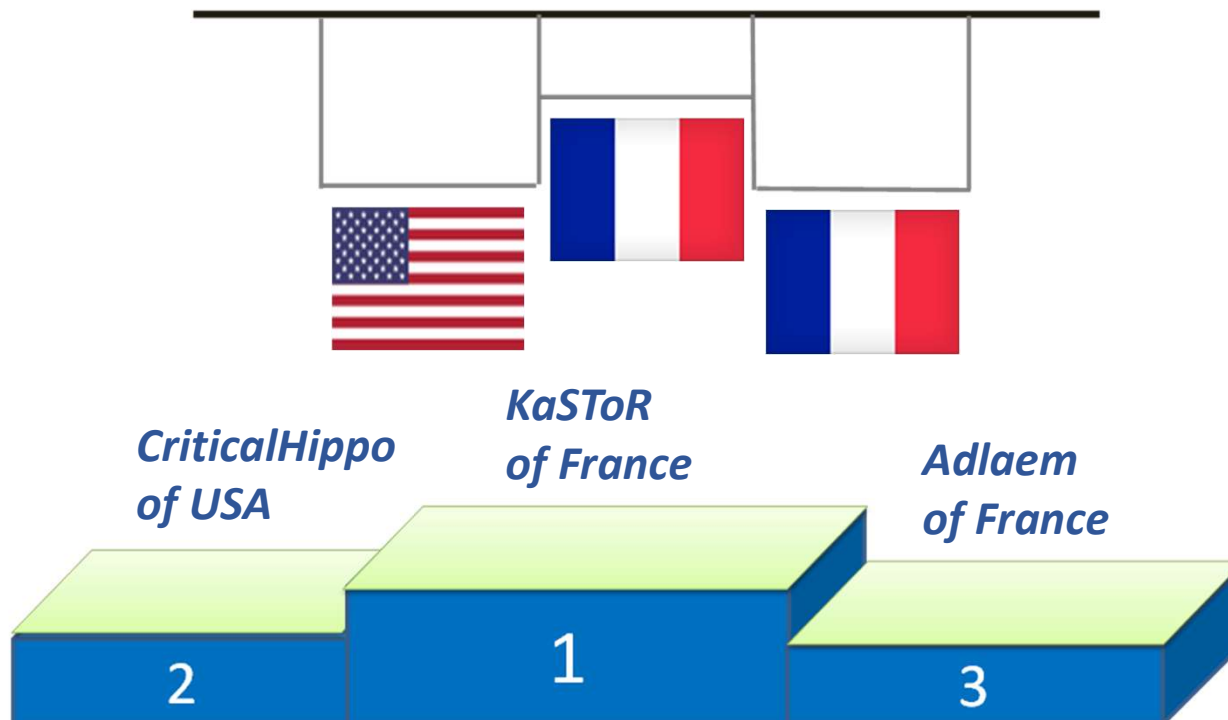 KaSToR
of France
CriticalHippo
of USA
Adlaem
of France
1
2
3